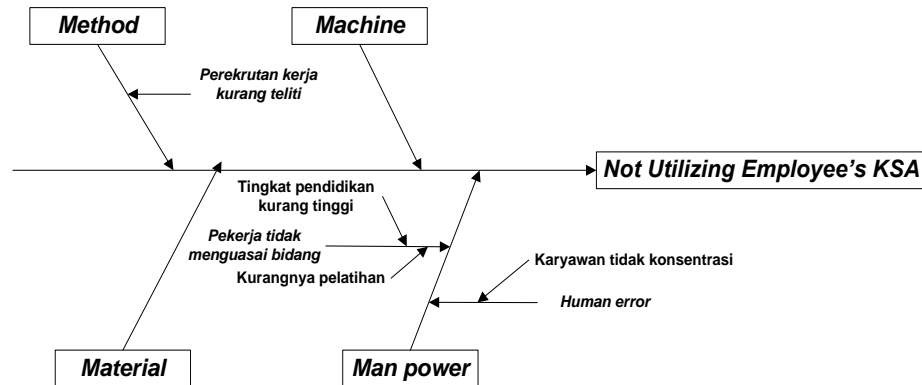 Method
Machine
Perekrutan kerja
kurang teliti
Not Utilizing Employee's KSA
Tingkat pendidikan
kurang tinggi
Pekerja tidak
menguasai bidang
Kurangnya pelatihan
Karyawan tidak konsentrasi
Human error
Material
Man power